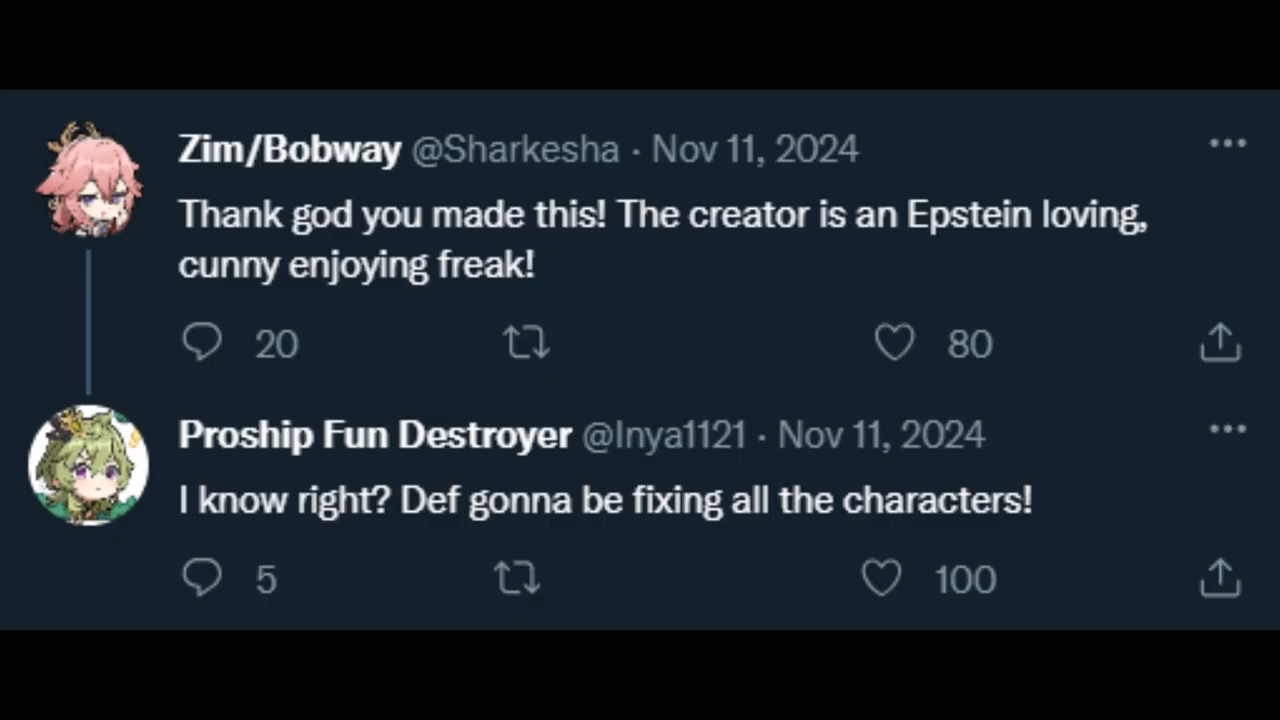 Zim/Bobway @Sharkesha · Nov 11, 2024
Thank god you made this! The creator is an Epstein loving,
cunny enjoying freak!
20 80
Proship Fun Destroyer @Inya1121 · Nov 11, 2024
I know right? Def gonna be fixing all the characters!
5 100